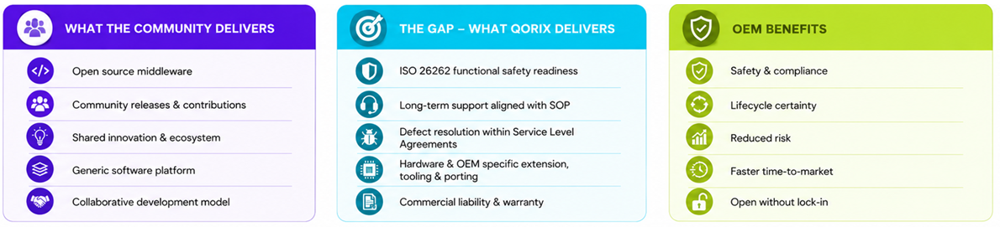 WHAT THE COMMUNITY DELIVERS
Open source middleware
Community releases & contributions
Shared innovation & ecosystem
Generic software platform
Collaborative development model
THE GAP – WHAT QORIX DELIVERS
ISO 26262 functional safety readiness
Long-term support aligned with SOP
Defect resolution within Service Level
Agreements
Hardware & OEM specific extension,
tooling & porting
Commercial liability & warranty
OEM BENEFITS
Safety & compliance
Lifecycle certainty
Reduced risk
Faster time-to-market
Open without lock-in